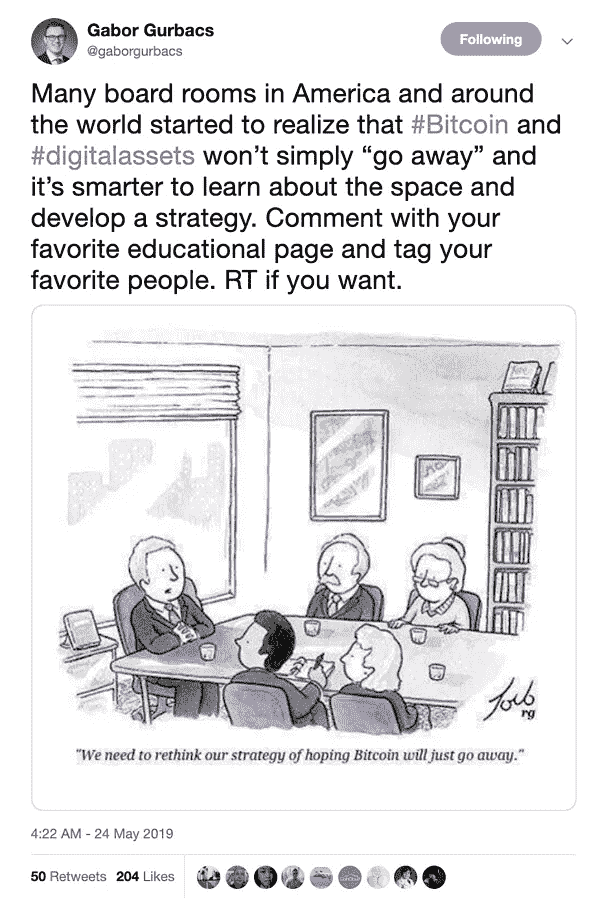 Gabor Gurbacs
@gaborgurbacs
Following
Many board rooms in America and around
the world started to realize that #Bitcoin and
#digitalassets won’t simply “go away” and
it’s smarter to learn about the space and
develop a strategy. Comment with your
favorite educational page and tag your
favorite people. RT if you want.
"We need to rethink our strategy of hoping Bitcoin will just go away."
4:22 AM - 24 May 2019
50 Retweets 204 Likes